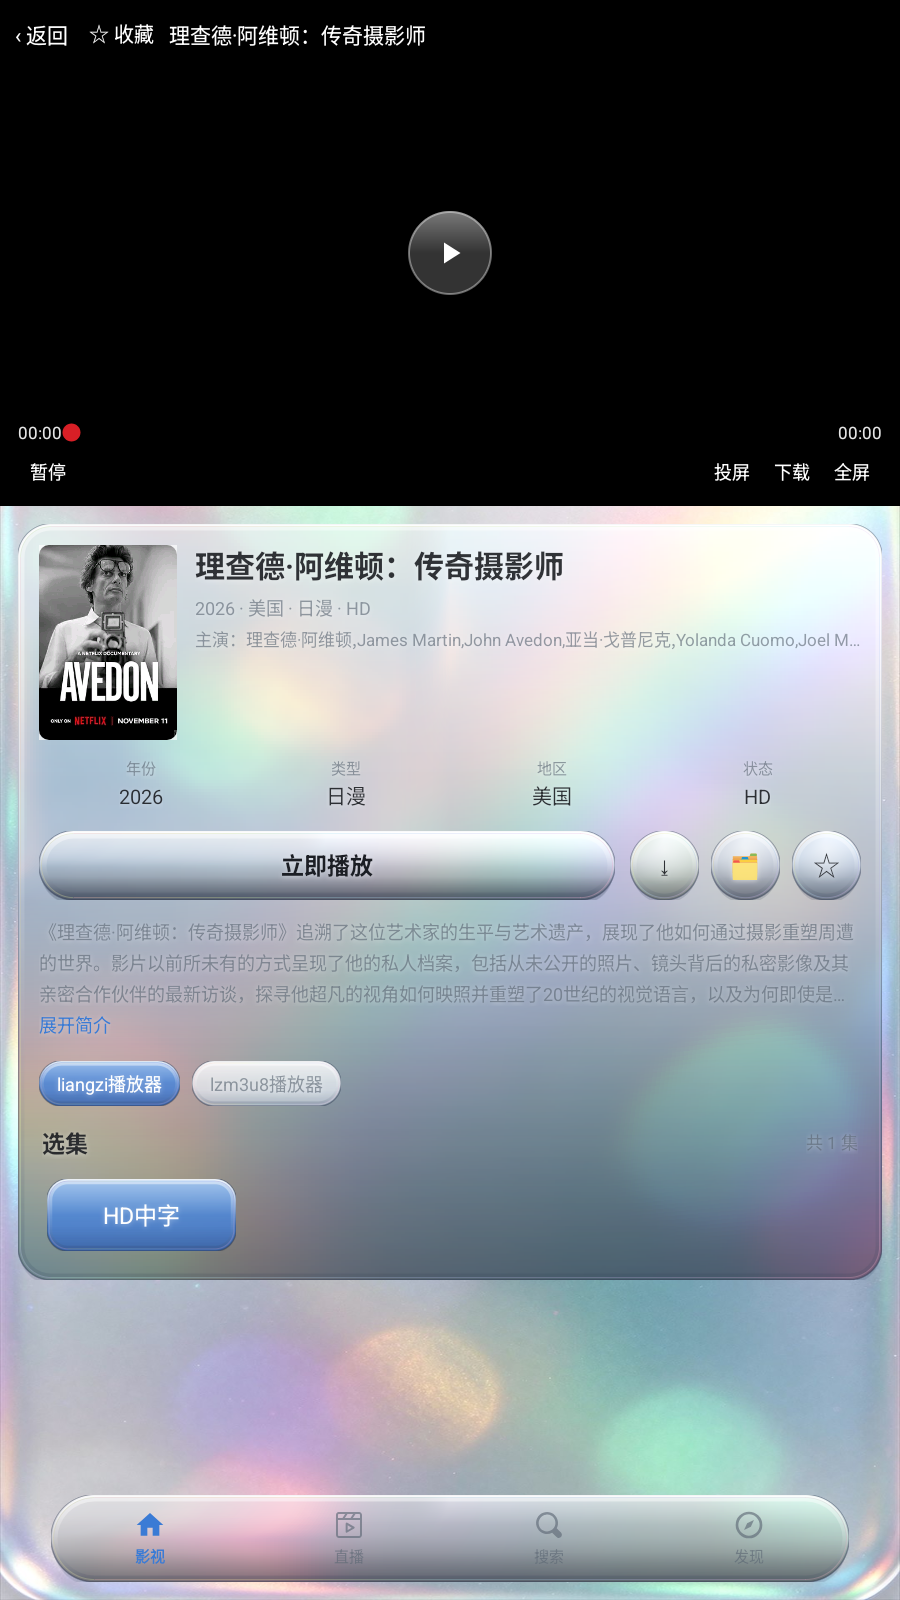 ‹ 返回 ☆ 收藏 理查德·阿维顿：传奇摄影师
00:00 00:00
暂停 投屏 下载 全屏
理查德·阿维顿：传奇摄影师
2026 · 美国 · 日漫 · HD
主演：理查德·阿维顿,James Martin,John Avedon,亚当·戈普尼克,Yolanda Cuomo,Joel M...
A NETFLIX DOCUMENTARY
AVEDON
ONLY ON NETFLIX | NOVEMBER 11
年份 类型 地区 状态
2026 日漫 美国 HD
立即播放
《理查德·阿维顿：传奇摄影师》追溯了这位艺术家的生平与艺术遗产，展现了他如何通过摄影重塑周遭
的世界。影片以前所未有的方式呈现了他的私人档案，包括从未公开的照片、镜头背后的私密影像及其
亲密合作伙伴的最新访谈，探寻他超凡的视角如何映照并重塑了20世纪的视觉语言，以及为何即使是...
展开简介
liangzi播放器 lzm3u8播放器
选集 共 1 集
HD中字
影视 直播 搜索 发现